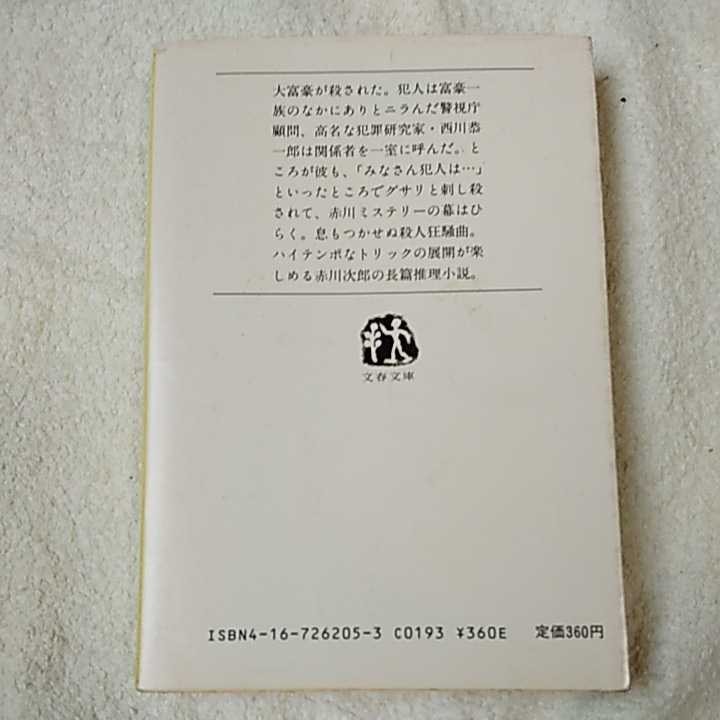 大富豪が殺された。犯人は富豪一
族のなかにありとニラんだ警視庁
顧問、高名な犯罪研究家・西川恭
一郎は関係者を一室に呼んだ。と
ころが彼も、「みなさん犯人は…」
といったところでグサリと刺し殺
されて、赤川ミステリーの幕はひ
らく。息もつかせぬ殺人狂騒曲。
ハイテンポなトリックの展開が楽
しめる赤川次郎の長篇推理小説。
文春文庫
ISBN4-16-726205-3 C0193 ¥360E 定価360円